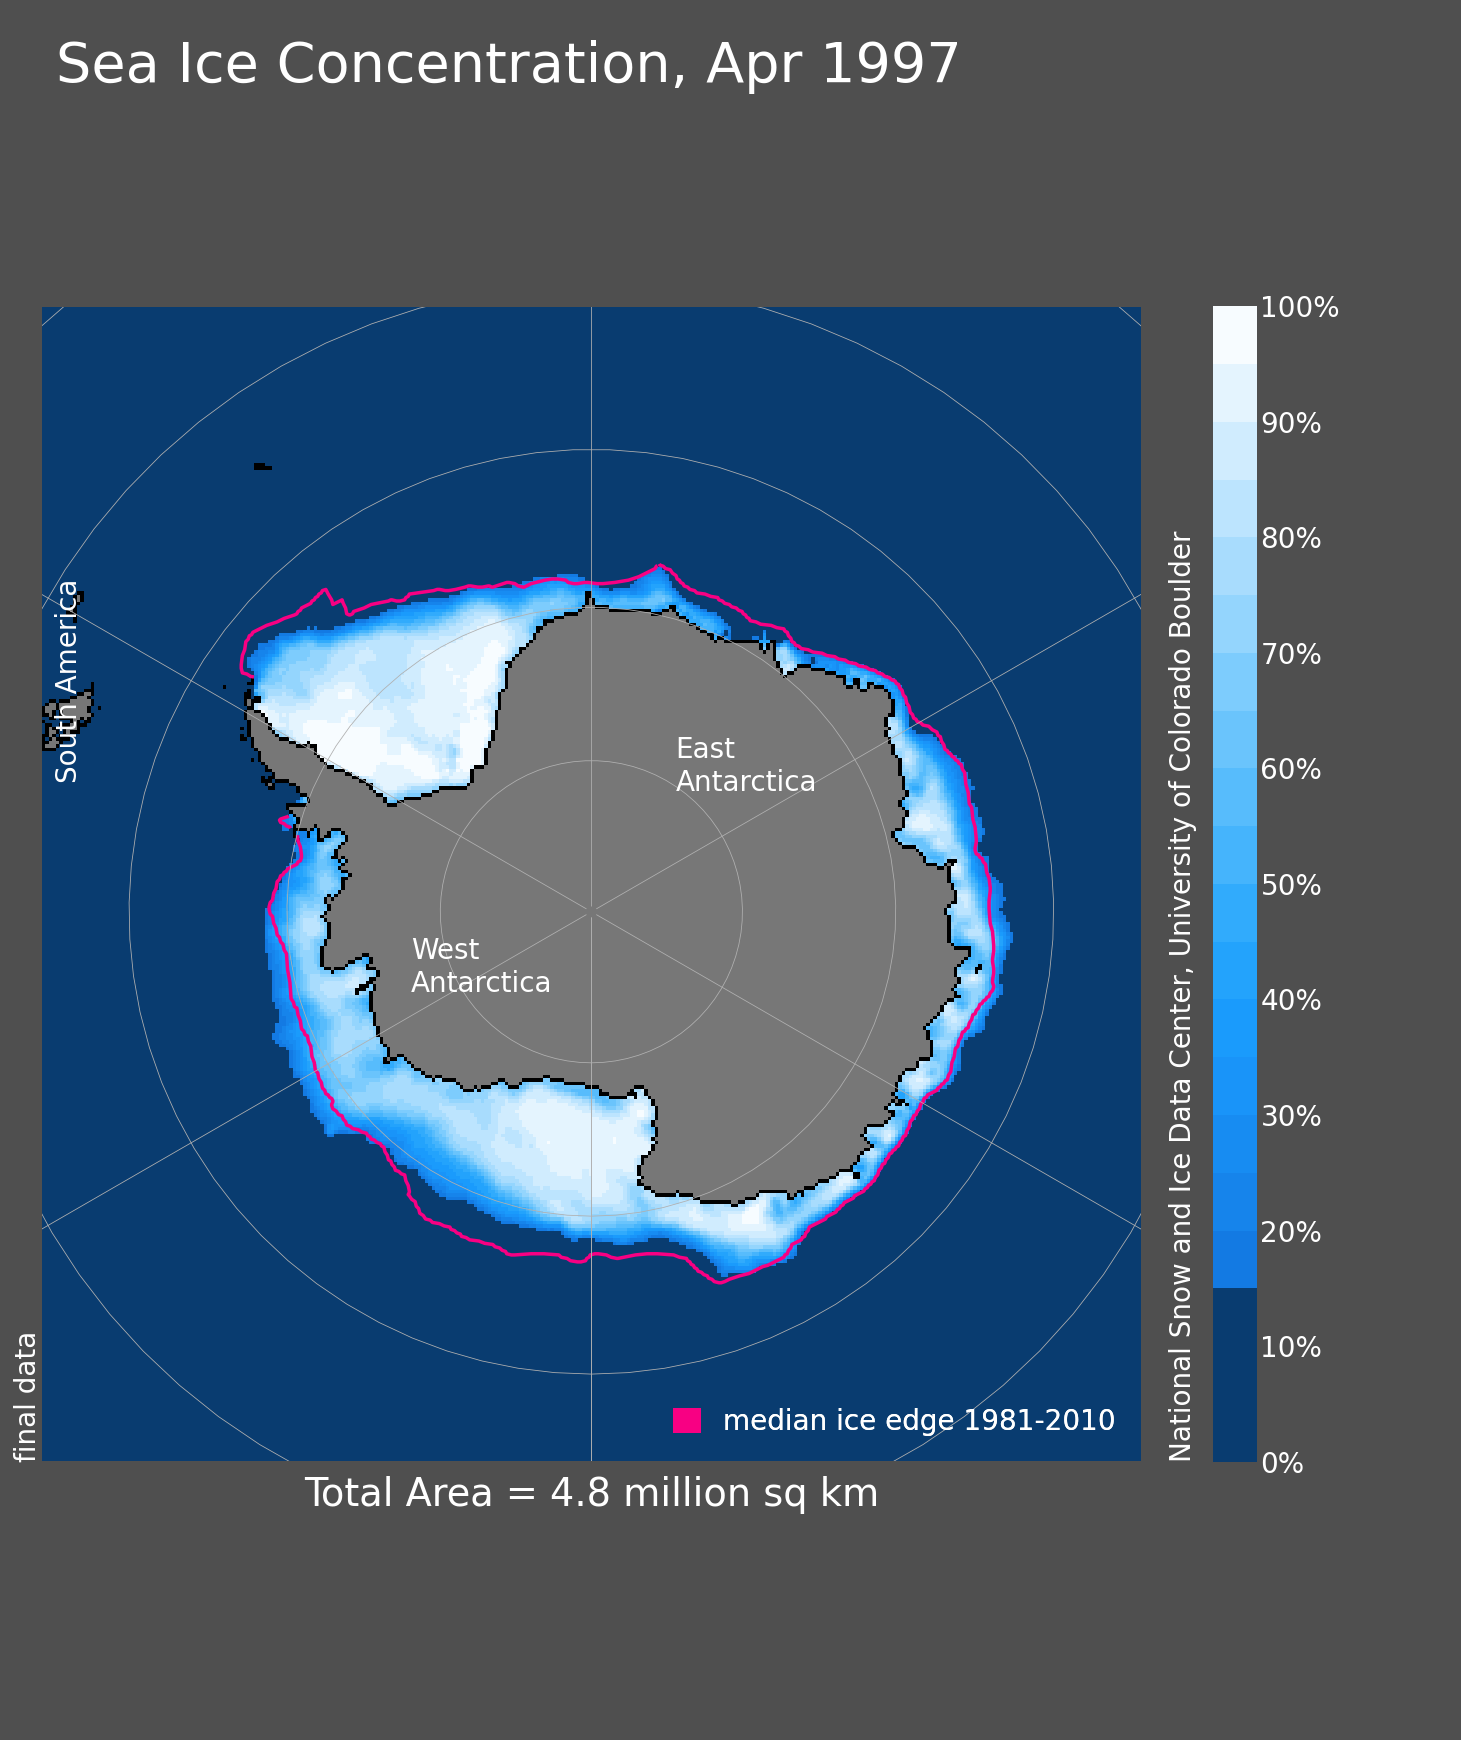 Sea Ice Concentration, Apr 1997
South America
East
Antarctica
West
Antarctica
median ice edge 1981-2010
final data
Total Area = 4.8 million sq km
National Snow and Ice Data Center, University of Colorado Boulder
100%
90%
80%
70%
60%
50%
40%
30%
20%
10%
0%